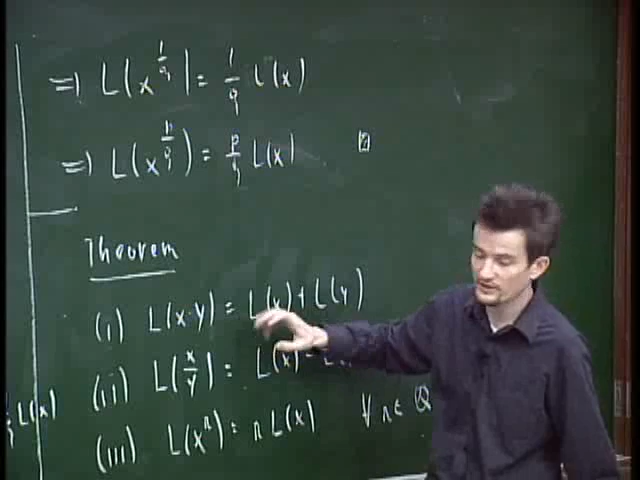 => L(x^{1/q}) = 1/q L(x)
=> L(x^{p/q}) = p/q L(x)
Theorem
(i) L(x·y) = L(x) + L(y)
(ii) L(x/y) = L(x) -
(iii) L(x^n) = n L(x) ∀ n ∈ ℚ
L(x)